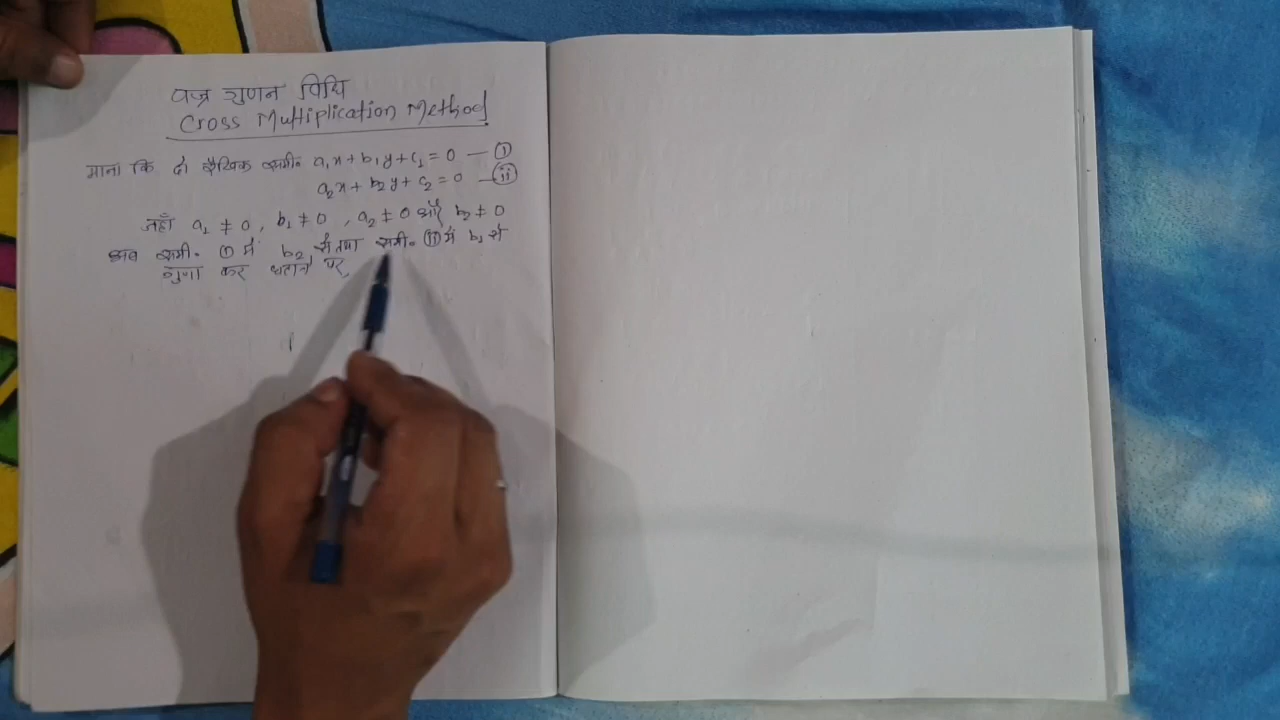 वज्र गुणन विधि
Cross Multiplication Method
माना कि दो रैखिक समी० a₁x + b₁y + c₁ = 0 — ⓘ
a₂x + b₂y + c₂ = 0 — ⓘⓘ
जहाँ a₁ ≠ 0, b₁ ≠ 0, a₂ ≠ 0 और b₂ ≠ 0
अब समी० ⓘ में b₂ से तथा समी० ⓘⓘ में b₁ से
गुणा कर घटाने पर,